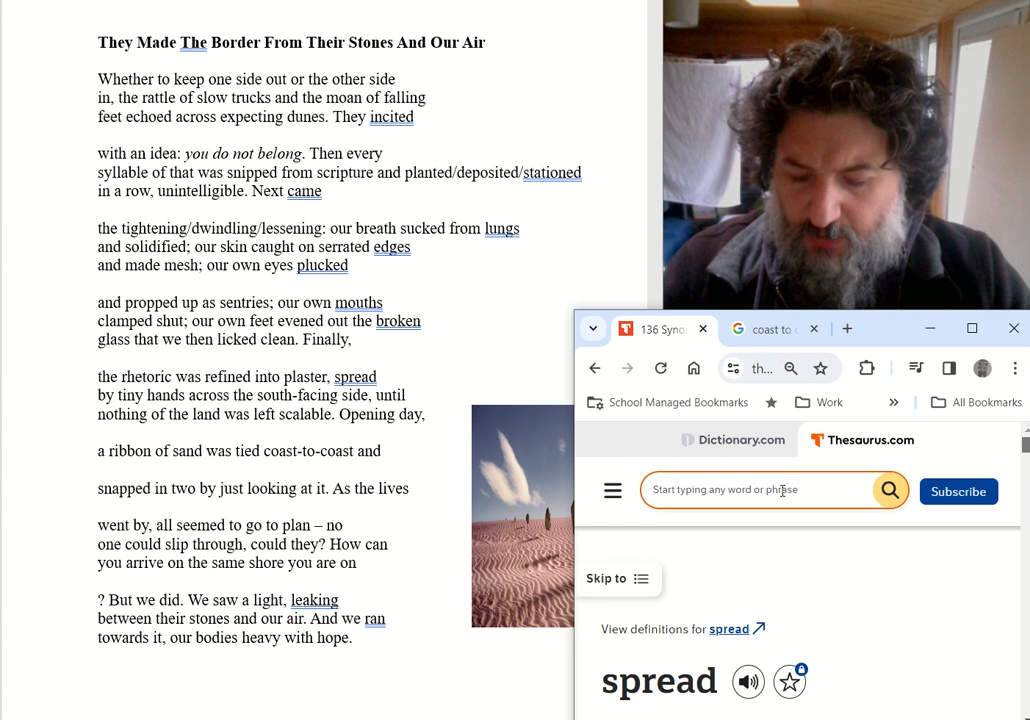 They Made The Border From Their Stones And Our Air
Whether to keep one side out or the other side
in, the rattle of slow trucks and the moan of falling
feet echoed across expecting dunes. They incited
with an idea: you do not belong. Then every
syllable of that was snipped from scripture and planted/deposited/stationed
in a row, unintelligible. Next came
the tightening/dwindling/lessening: our breath sucked from lungs
and solidified; our skin caught on serrated edges
and made mesh; our own eyes plucked
and propped up as sentries; our own mouths
clamped shut; our own feet evened out the broken
glass that we then licked clean. Finally,
the rhetoric was refined into plaster, spread
by tiny hands across the south-facing side, until
nothing of the land was left scalable. Opening day,
a ribbon of sand was tied coast-to-coast and
snapped in two by just looking at it. As the lives
went by, all seemed to go to plan – no
one could slip through, could they? How can
you arrive on the same shore you are on
? But we did. We saw a light, leaking
between their stones and our air. And we ran
towards it, our bodies heavy with hope.
136 Syno
coast to
th...
School Managed Bookmarks
Work
»
All Bookmarks
Dictionary.com
Thesaurus.com
Start typing any word or phrase
Subscribe
Skip to
View definitions for spread
spread